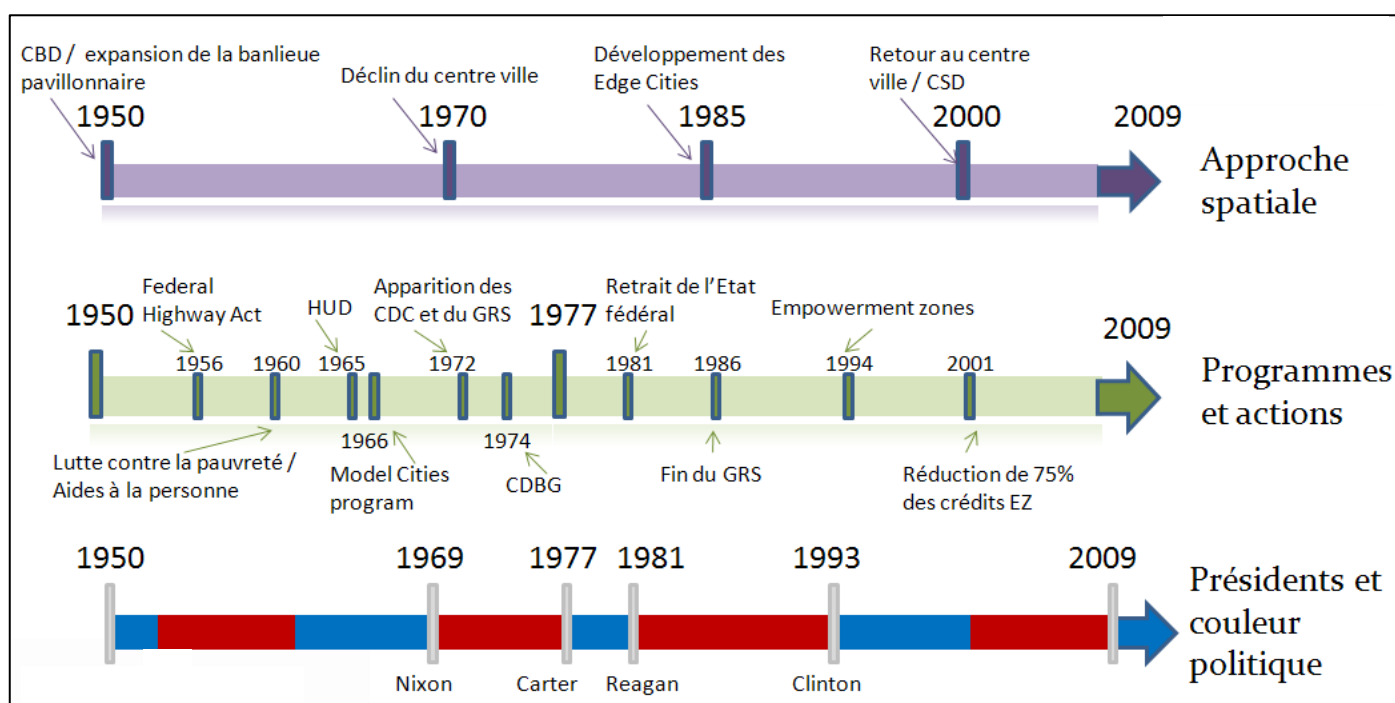 CBD / expansion de la banlieue
pavillonnaire
Déclin du centre ville
Développement des
Edge Cities
Retour au centre
ville / CSD
1950
1970
1985
2000
2009
Approche
spatiale
Federal
Highway Act
HUD
Apparition des
CDC et du GRS
Retrait de l'Etat
fédéral
Empowerment zones
1950
1977
2009
1956
1960
1965
1972
1981
1986
1994
2001
Programmes
et actions
1966
1974
Lutte contre la pauvreté /
Aides à la personne
Model Cities
program
CDBG
Fin du GRS
Réduction de 75%
des crédits EZ
1950
1969
1977
1981
1993
2009
Présidents et
couleur
politique
Nixon
Carter
Reagan
Clinton